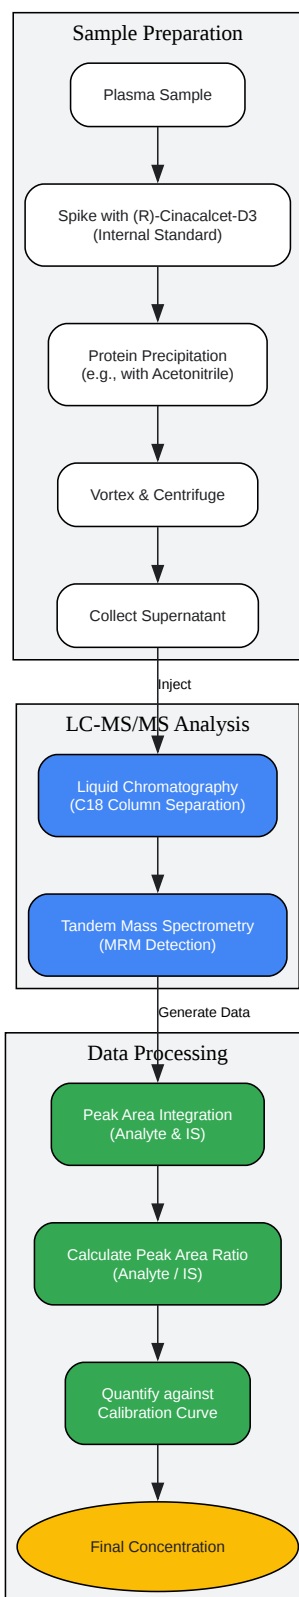 Sample Preparation
Plasma Sample
Spike with (R)-Cinacalcet-D3
(Internal Standard)
Protein Precipitation
(e.g., with Acetonitrile)
Vortex & Centrifuge
Collect Supernatant
Inject
LC-MS/MS Analysis
Liquid Chromatography
(C18 Column Separation)
Tandem Mass Spectrometry
(MRM Detection)
Generate Data
Data Processing
Peak Area Integration
(Analyte & IS)
Calculate Peak Area Ratio
(Analyte / IS)
Quantify against
Calibration Curve
Final Concentration